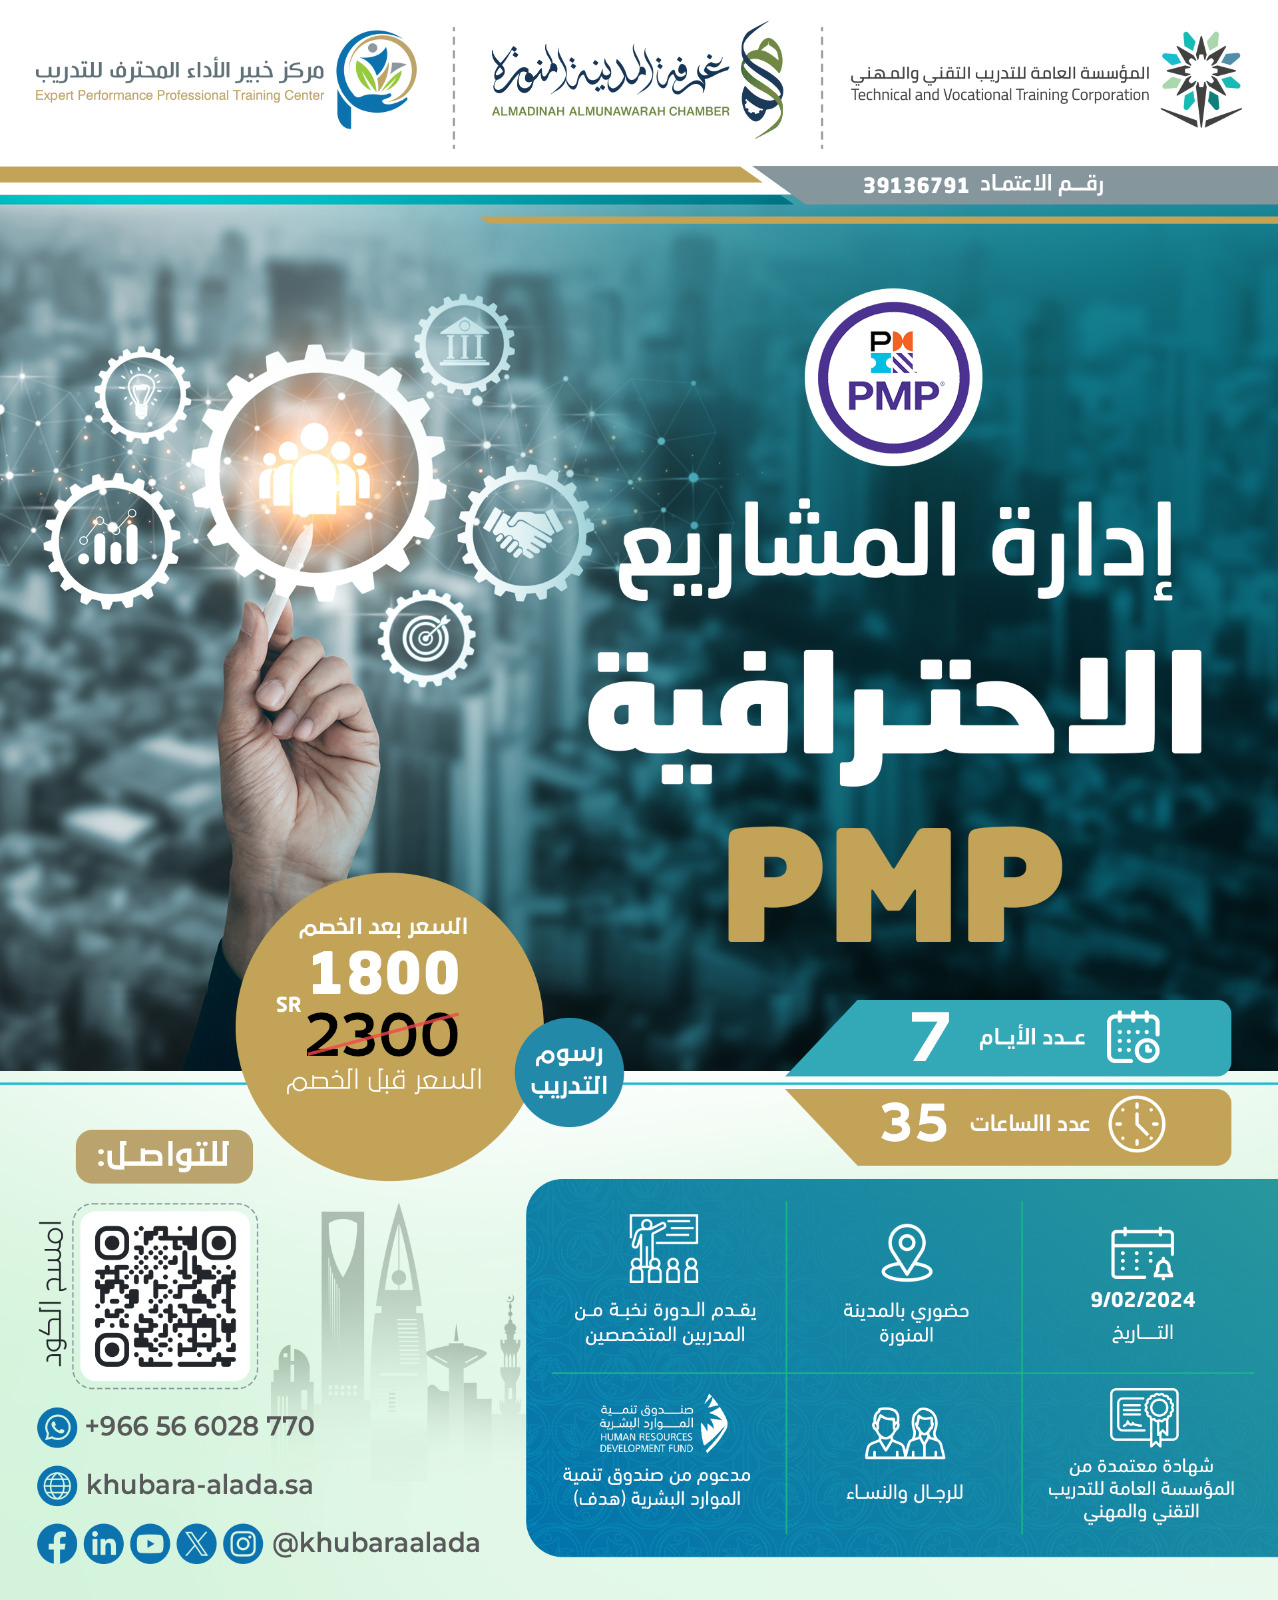 المؤسسة العامة للتدريب التقني والمهني
Technical and Vocational Training Corporation
غرفة المدينة المنورة
ALMADINAH ALMUNAWARAH CHAMBER
مركز خبير الأداء المحترف للتدريب
Expert Performance Professional Training Center
رقم الاعتماد 39136791
PM
PMP®
إدارة المشاريع
الاحترافية
PMP
السعر بعد الخصم
1800
SR
2300
السعر قبل الخصم
رسوم
التدريب
عدد الأيام 7
عدد االساعات 35
9/02/2024
التاريخ
حضوري بالمدينة
المنورة
يقدم الدورة نخبة من
المدربين المتخصصين
شهادة معتمدة من
المؤسسة العامة للتدريب
التقني والمهني
للرجال والنساء
صندوق تنمية
الموارد البشرية
HUMAN RESOURCES
DEVELOPMENT FUND
مدعوم من صندوق تنمية
الموارد البشرية (هدف)
للتواصل:
امسح الكود
+966 56 6028 770
khubara-alada.sa
@khubaraalada